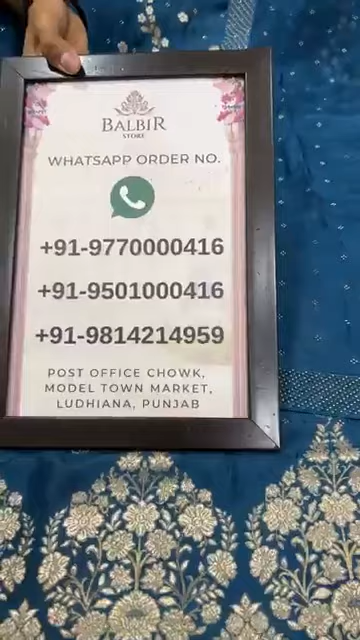 BALBIR
STORE
WHATSAPP ORDER NO.
+91-9770000416
+91-9501000416
+91-9814214959
POST OFFICE CHOWK,
MODEL TOWN MARKET,
LUDHIANA, PUNJAB